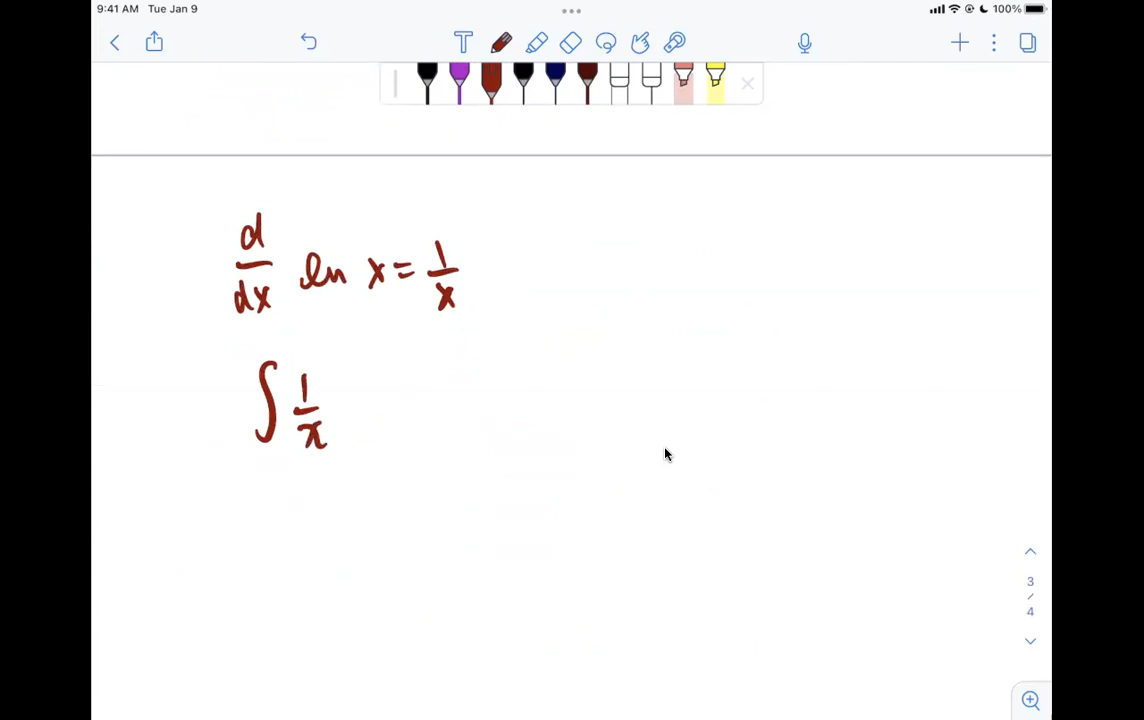 9:41 AM Tue Jan 9
100%
T
d/dx ln x = 1/x
∫ 1/x
3
/
4